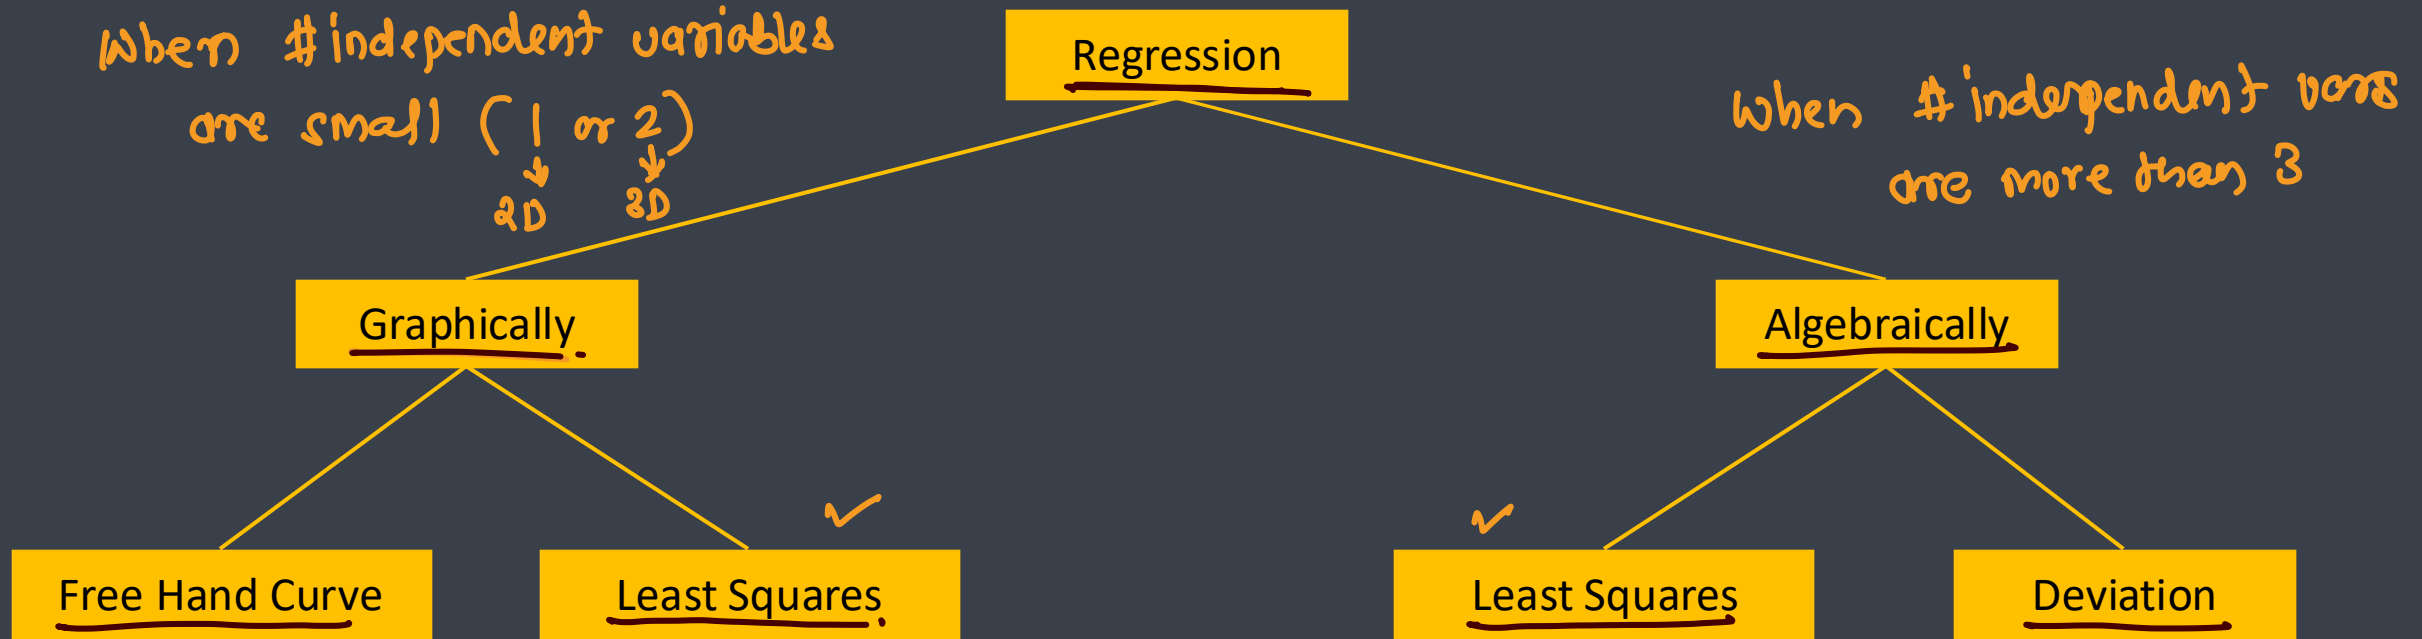 When #independent variables
are small (1 or 2)
2D 3D
Regression
When #independent vars
are more than 3
Graphically
Algebraically
Free Hand Curve
Least Squares
Least Squares
Deviation